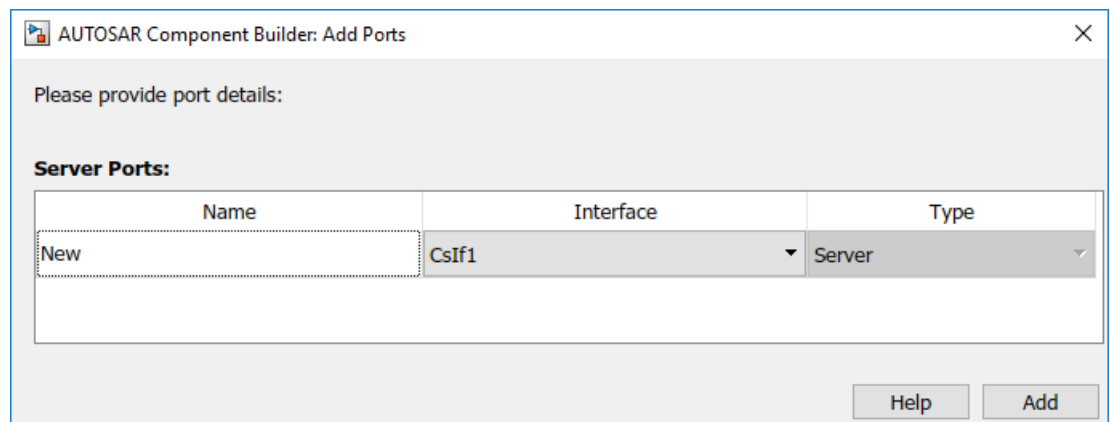 AUTOSAR Component Builder: Add Ports
Please provide port details:
Server Ports:
Name Interface Type
New CsIf1 Server
Help Add